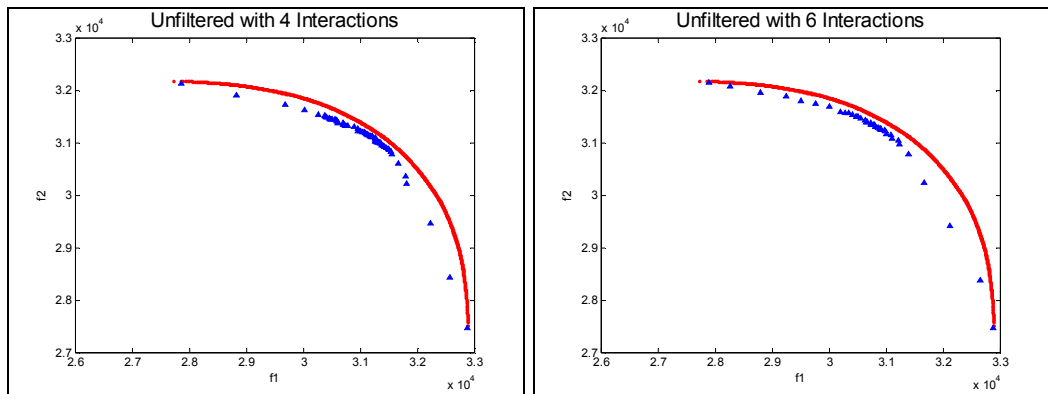 Unfiltered with 4 Interactions
x 10^4
3.3
3.2
3.1
3
2.9
2.8
2.7
f2
2.6 2.7 2.8 2.9 3 3.1 3.2 3.3
f1
x 10^4
Unfiltered with 6 Interactions
x 10^4
3.3
3.2
3.1
3
2.9
2.8
2.7
f2
2.6 2.7 2.8 2.9 3 3.1 3.2 3.3
f1
x 10^4